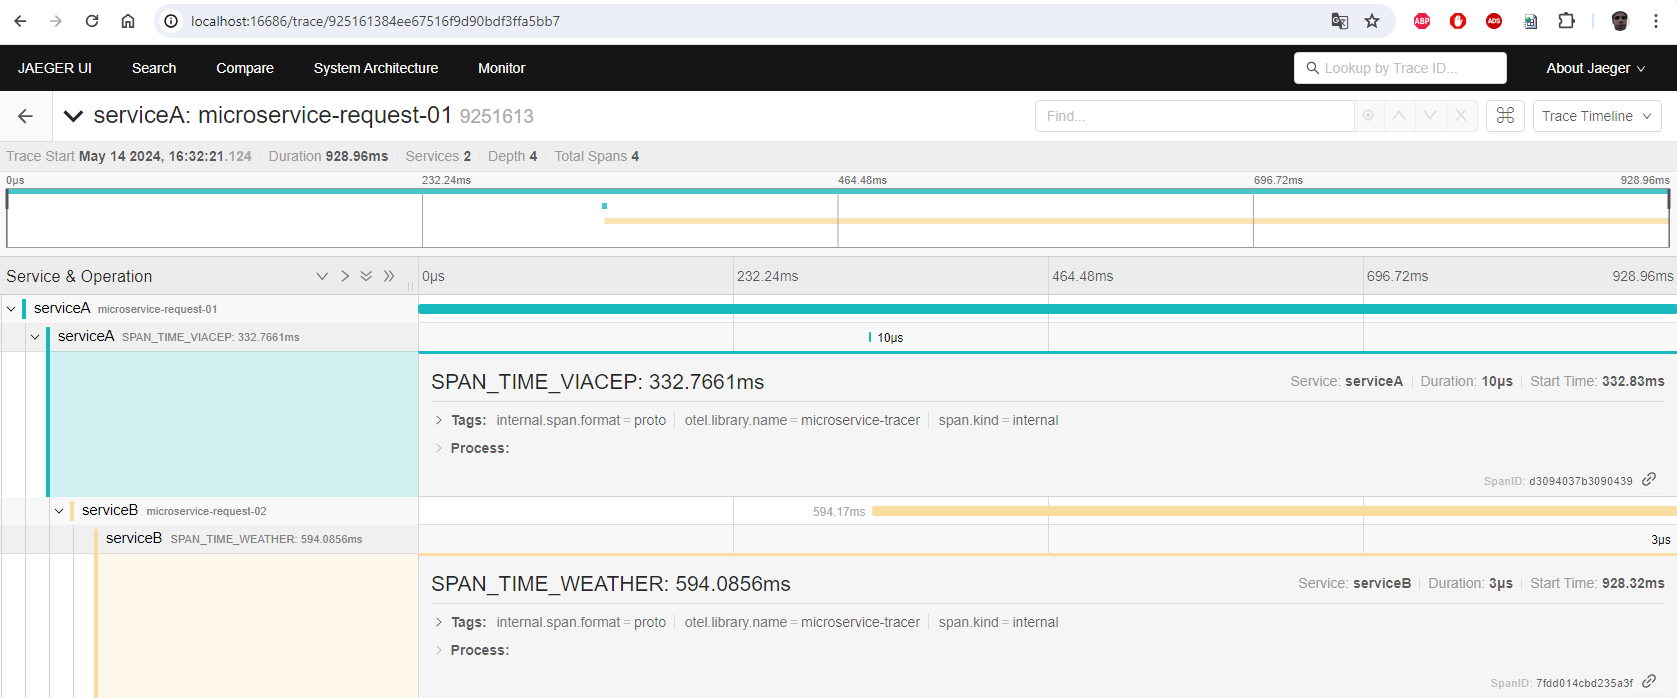 localhost:16686/trace/925161384ee67516f9d90bdf3ffa5bb7
ABP
ADS
JAEGER UI Search Compare System Architecture Monitor Lookup by Trace ID... About Jaeger
serviceA: microservice-request-01 9251613 Find... Trace Timeline
Trace Start May 14 2024, 16:32:21.124 Duration 928.96ms Services 2 Depth 4 Total Spans 4
0μs 232.24ms 464.48ms 696.72ms 928.96ms
Service & Operation 0μs 232.24ms 464.48ms 696.72ms 928.96ms
serviceA microservice-request-01
serviceA SPAN_TIME_VIACEP: 332.7661ms 10μs
SPAN_TIME_VIACEP: 332.7661ms Service: serviceA Duration: 10μs Start Time: 332.83ms
Tags: internal.span.format = proto otel.library.name = microservice-tracer span.kind = internal
Process:
SpanID: d3094037b3090439
serviceB microservice-request-02 594.17ms
serviceB SPAN_TIME_WEATHER: 594.0856ms 3μs
SPAN_TIME_WEATHER: 594.0856ms Service: serviceB Duration: 3μs Start Time: 928.32ms
Tags: internal.span.format = proto otel.library.name = microservice-tracer span.kind = internal
Process:
SpanID: 7fdd014cbd235a3f